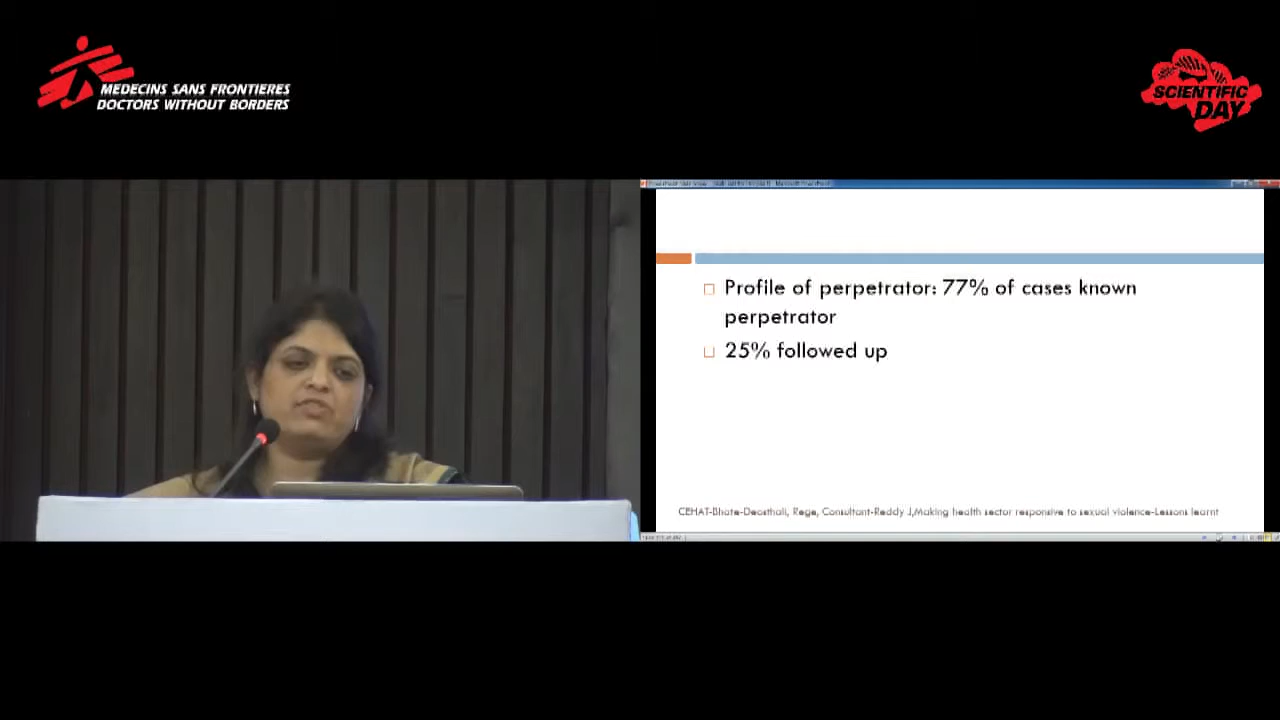 MEDECINS SANS FRONTIERES
DOCTORS WITHOUT BORDERS
SCIENTIFIC
DAY
Profile of perpetrator: 77% of cases known
perpetrator
25% followed up
CEHAT-Bhate-Deosthali, Rege, Consultant-Reddy J,Making health sector responsive to sexual violence-Lessons learnt